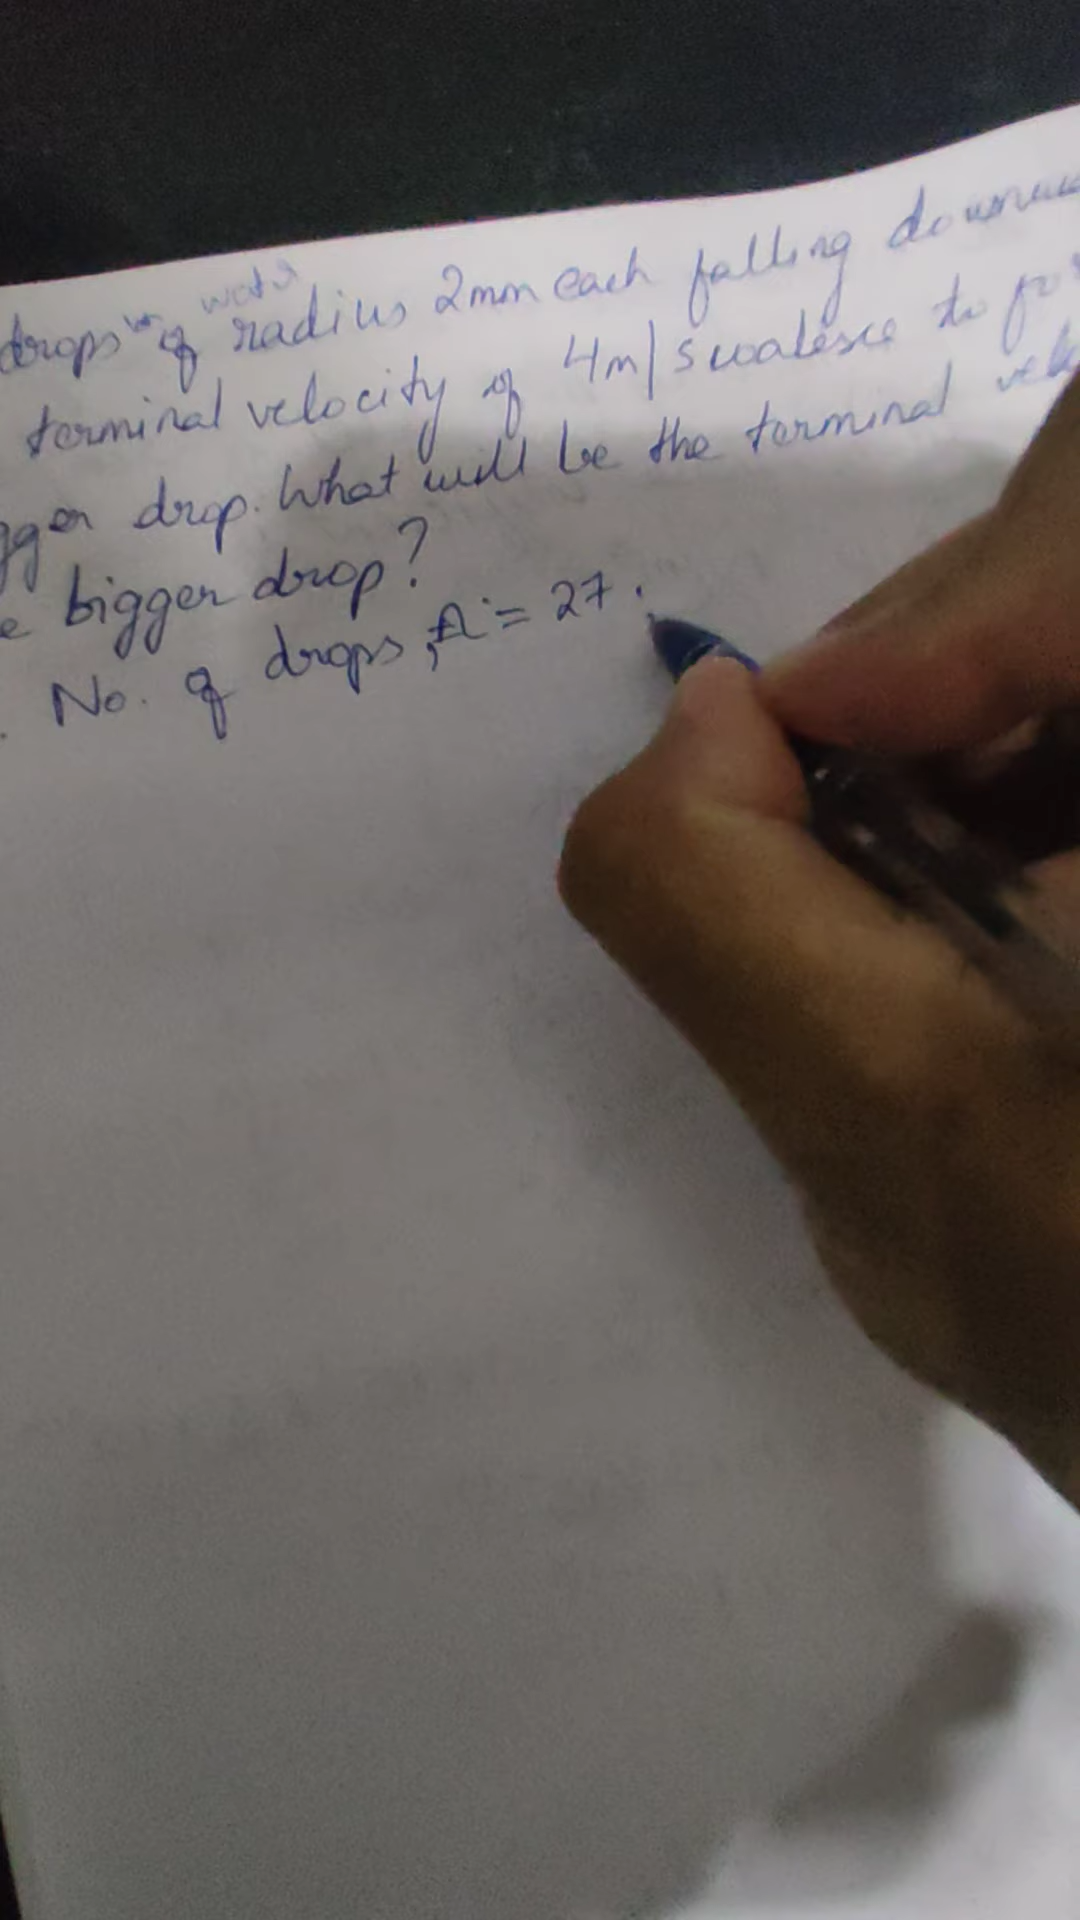 water
drops of radius 2mm each falling
terminal velocity of 4m/s coalesce to
drop. What will be the terminal
bigger drop?
No. of drops, n = 27.